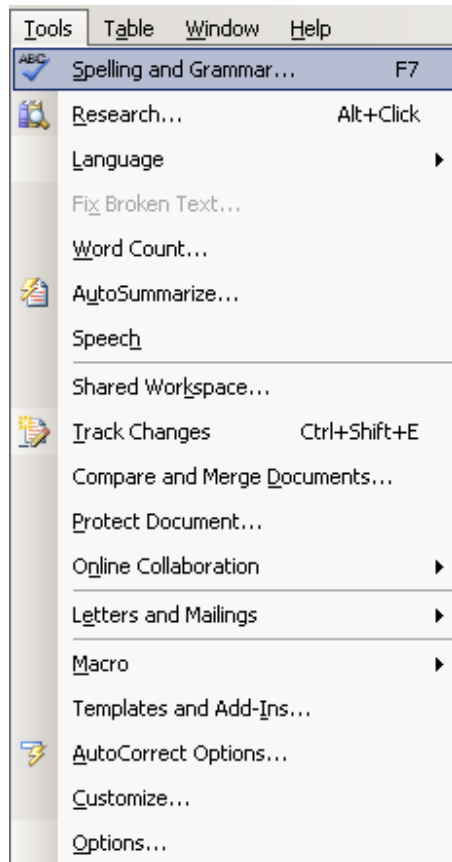 Tools Table Window Help
ABC Spelling and Grammar... F7
Research... Alt+Click
Language
Fix Broken Text...
Word Count...
AutoSummarize...
Speech
Shared Workspace...
Track Changes Ctrl+Shift+E
Compare and Merge Documents...
Protect Document...
Online Collaboration
Letters and Mailings
Macro
Templates and Add-Ins...
AutoCorrect Options...
Customize...
Options...